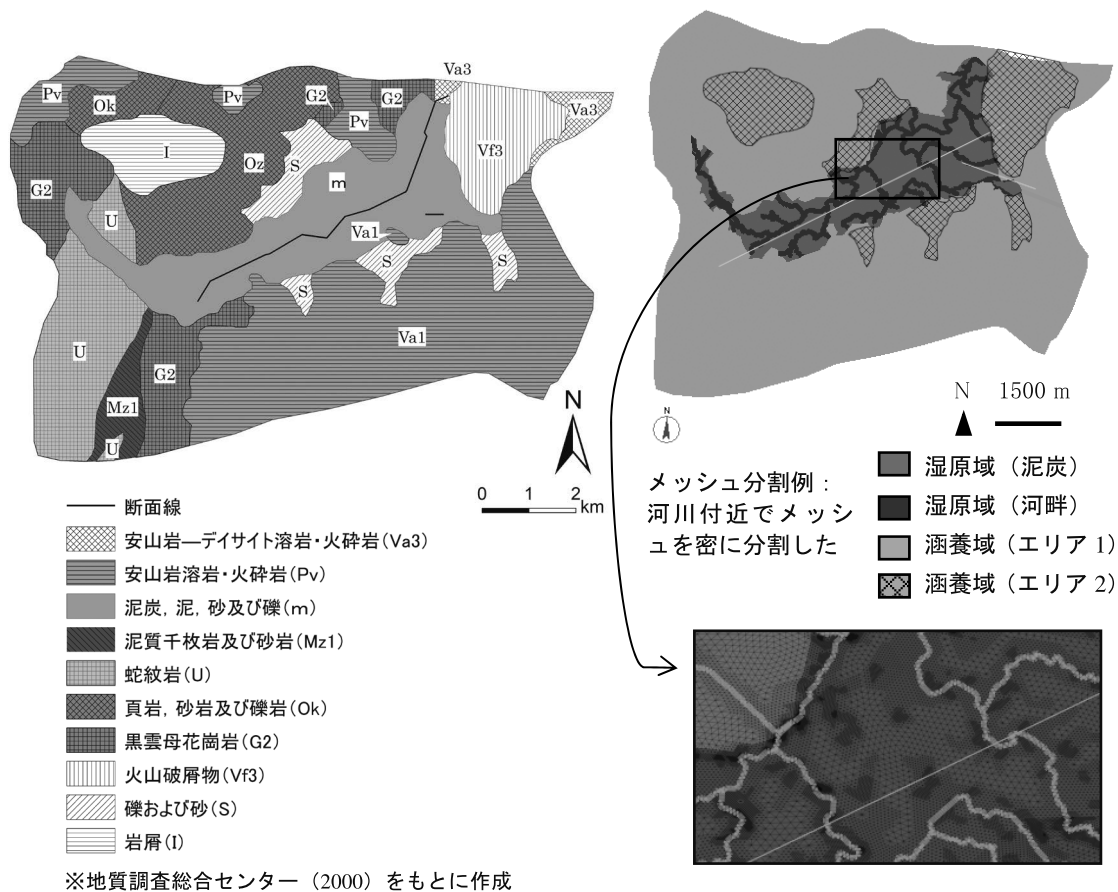 Va3
Pv
Ok
Pv
G2
G2
Va3
Pv
I
Vf3
S
G2
Oz
m
U
Va1
S
S
S
Va1
U
G2
Mz1
U
N
0 1 2
km
断面線
安山岩―デイサイト溶岩・火砕岩(Va3)
安山岩溶岩・火砕岩(Pv)
泥炭, 泥, 砂及び礫(m)
泥質千枚岩及び砂岩(Mz1)
蛇紋岩(U)
頁岩, 砂岩及び礫岩(Ok)
黒雲母花崗岩(G2)
火山破屑物(Vf3)
礫および砂(S)
岩屑(I)
※地質調査総合センター(2000)をもとに作成
N
N 1500 m
メッシュ分割例：
河川付近でメッシ
ュを密に分割した
湿原域（泥炭）
湿原域（河畔）
涵養域（エリア 1）
涵養域（エリア 2）